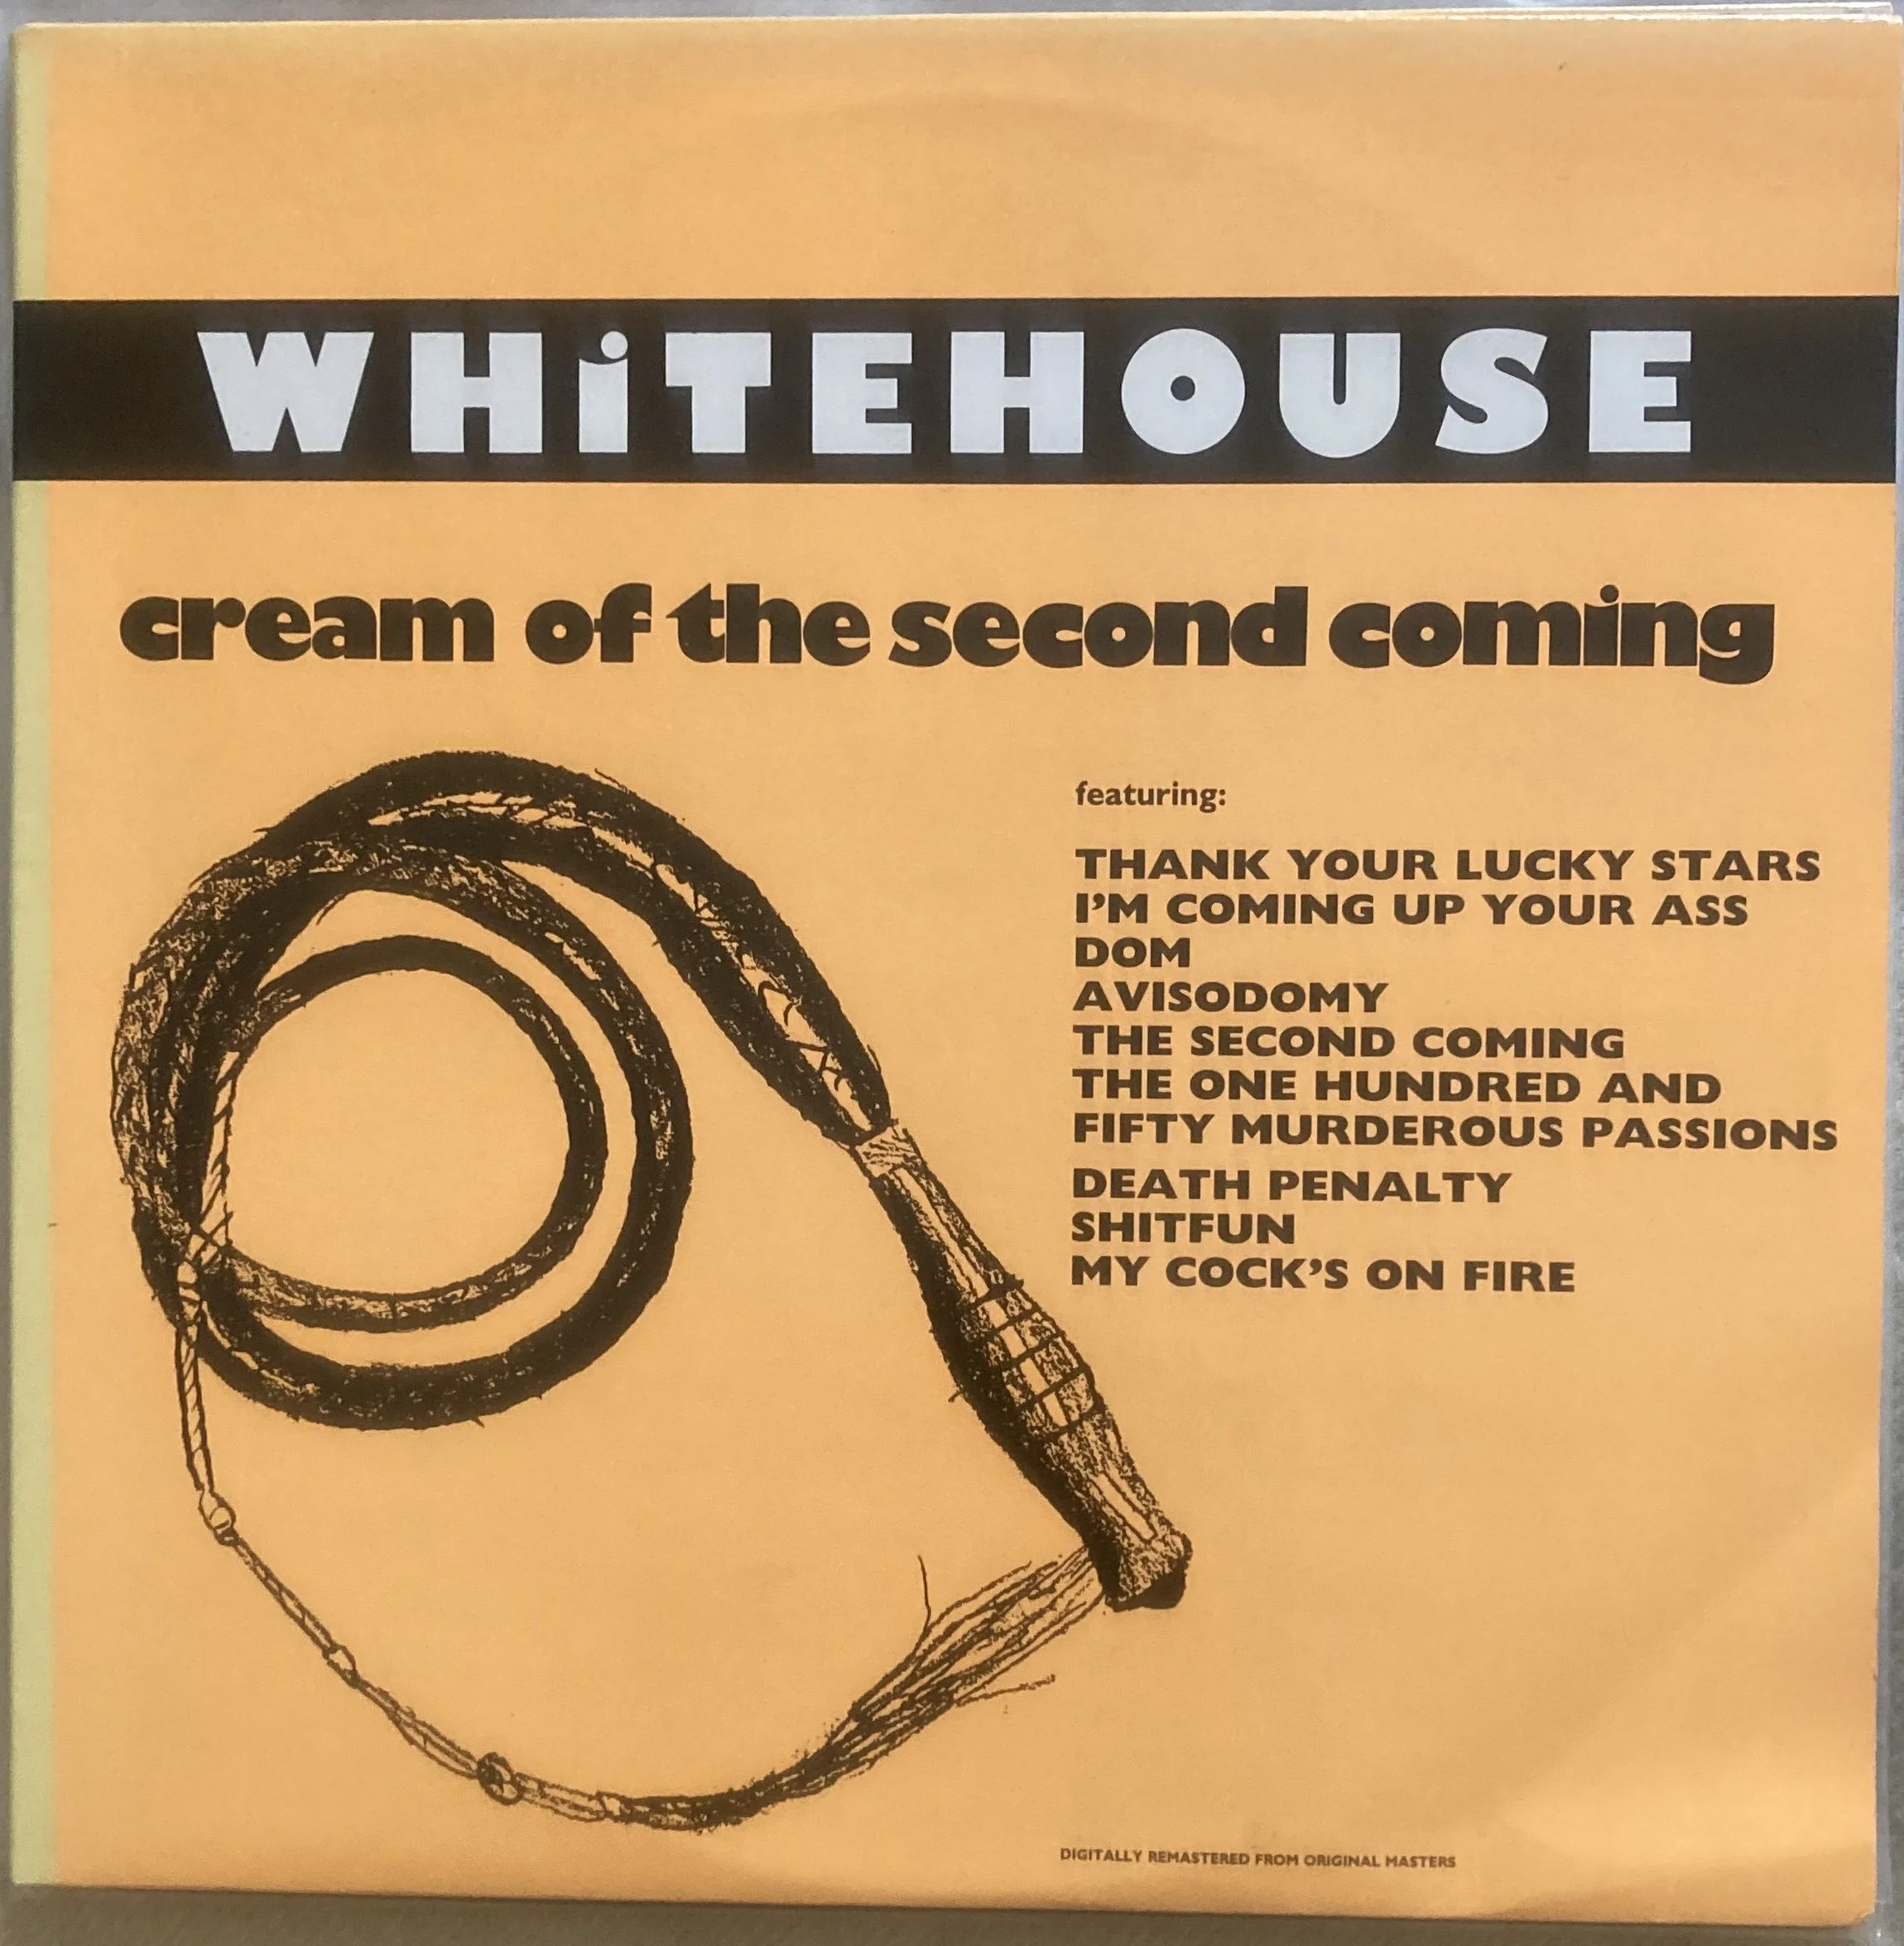 WHiTEHOUSE
cream of the second coming
featuring:
THANK YOUR LUCKY STARS
I'M COMING UP YOUR ASS
DOM
AVISODOMY
THE SECOND COMING
THE ONE HUNDRED AND
FIFTY MURDEROUS PASSIONS
DEATH PENALTY
SHITFUN
MY COCK'S ON FIRE
DIGITALLY REMASTERED FROM ORIGINAL MASTERS